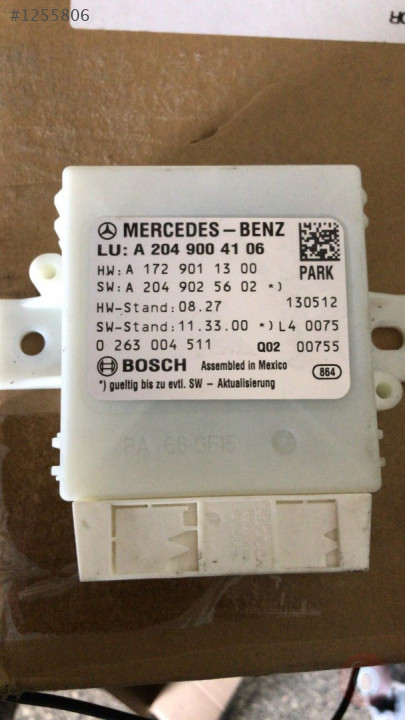 #1255806
MERCEDES-BENZ
LU: A 204 900 41 06
HW: A 172 901 13 00 PARK
SW: A 204 902 56 02 *)
HW-Stand: 08.27 130512
SW-Stand: 11.33.00 *) L4 0075
0 263 004 511 Q02 00755
BOSCH Assembled in Mexico
*) gueltig bis zu evtl. SW - Aktualisierung 864
PA 66-GF15